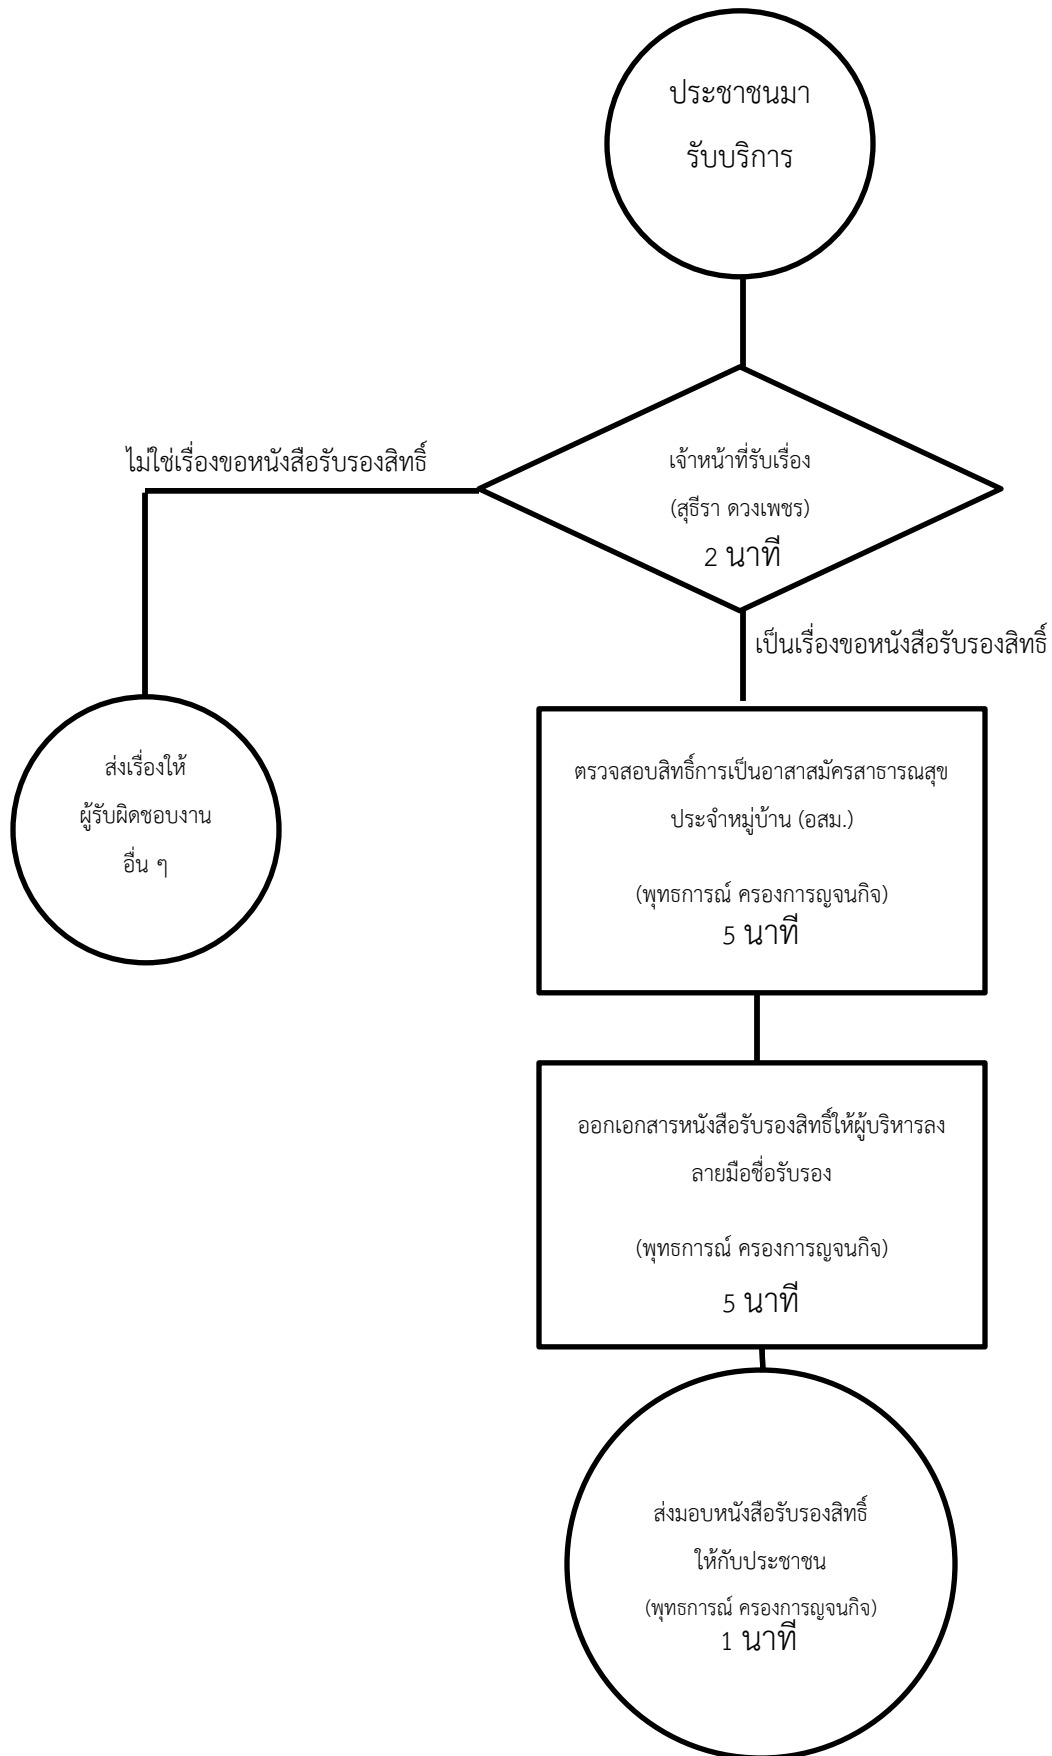 ประชาชนมา
รับบริการ
ไม่ใช่เรื่องขอหนังสือรับรองสิทธิ์
เจ้าหน้าที่รับเรื่อง
(สุธีรา ดวงเพชร)
2 นาที
เป็นเรื่องขอหนังสือรับรองสิทธิ์
ส่งเรื่องให้
ผู้รับผิดชอบงาน
อื่น ๆ
ตรวจสอบสิทธิ์การเป็นอาสาสมัครสาธารณสุข
ประจำหมู่บ้าน (อสม.)
(พุทธการณ์ ครองการญจนกิจ)
5 นาที
ออกเอกสารหนังสือรับรองสิทธิ์ให้ผู้บริหารลง
ลายมือชื่อรับรอง
(พุทธการณ์ ครองการญจนกิจ)
5 นาที
ส่งมอบหนังสือรับรองสิทธิ์
ให้กับประชาชน
(พุทธการณ์ ครองการญจนกิจ)
1 นาที